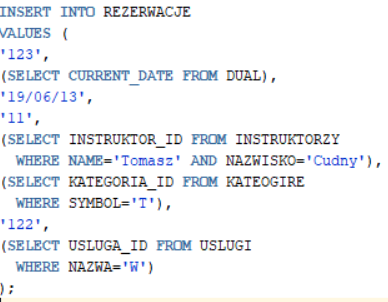 INSERT INTO REZERWACJE
VALUES (
'123',
(SELECT CURRENT_DATE FROM DUAL),
'19/06/13',
'11',
(SELECT INSTRUKTOR_ID FROM INSTRUKTORZY
WHERE NAME='Tomasz' AND NAZWISKO='Cudny'),
(SELECT KATEGORIA_ID FROM KATEOGIRE
WHERE SYMBOL='T'),
'122',
(SELECT USLUGA_ID FROM USLUGI
WHERE NAZWA='W')
);